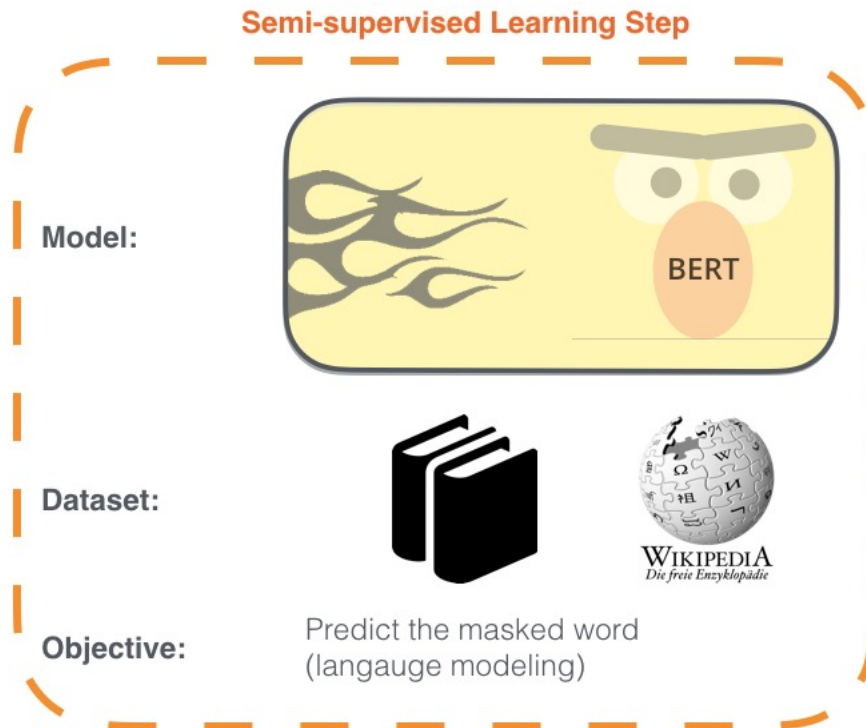 Semi-supervised Learning Step
Model:
BERT
Dataset:
WIKIPEDIA
Die freie Enzyklopädie
Objective:
Predict the masked word
(langauge modeling)